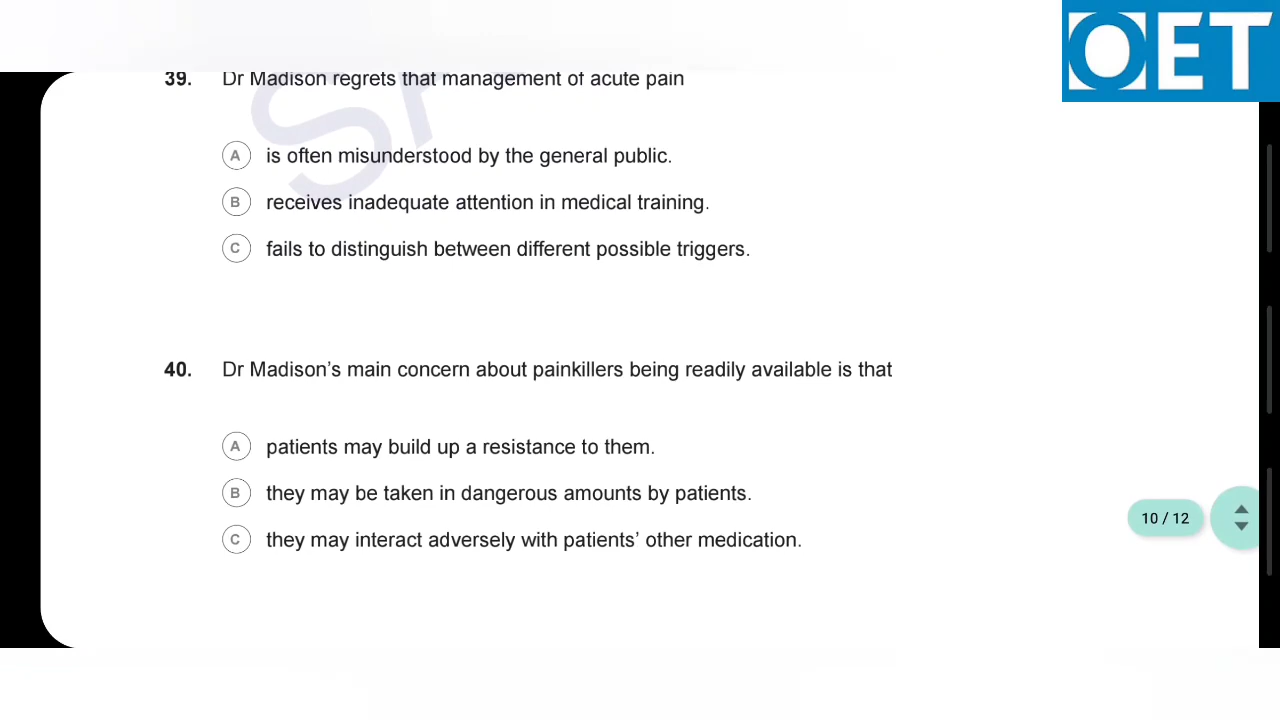 OET
39. Dr Madison regrets that management of acute pain
A is often misunderstood by the general public.
B receives inadequate attention in medical training.
C fails to distinguish between different possible triggers.
40. Dr Madison's main concern about painkillers being readily available is that
A patients may build up a resistance to them.
B they may be taken in dangerous amounts by patients.
C they may interact adversely with patients' other medication.
10 / 12